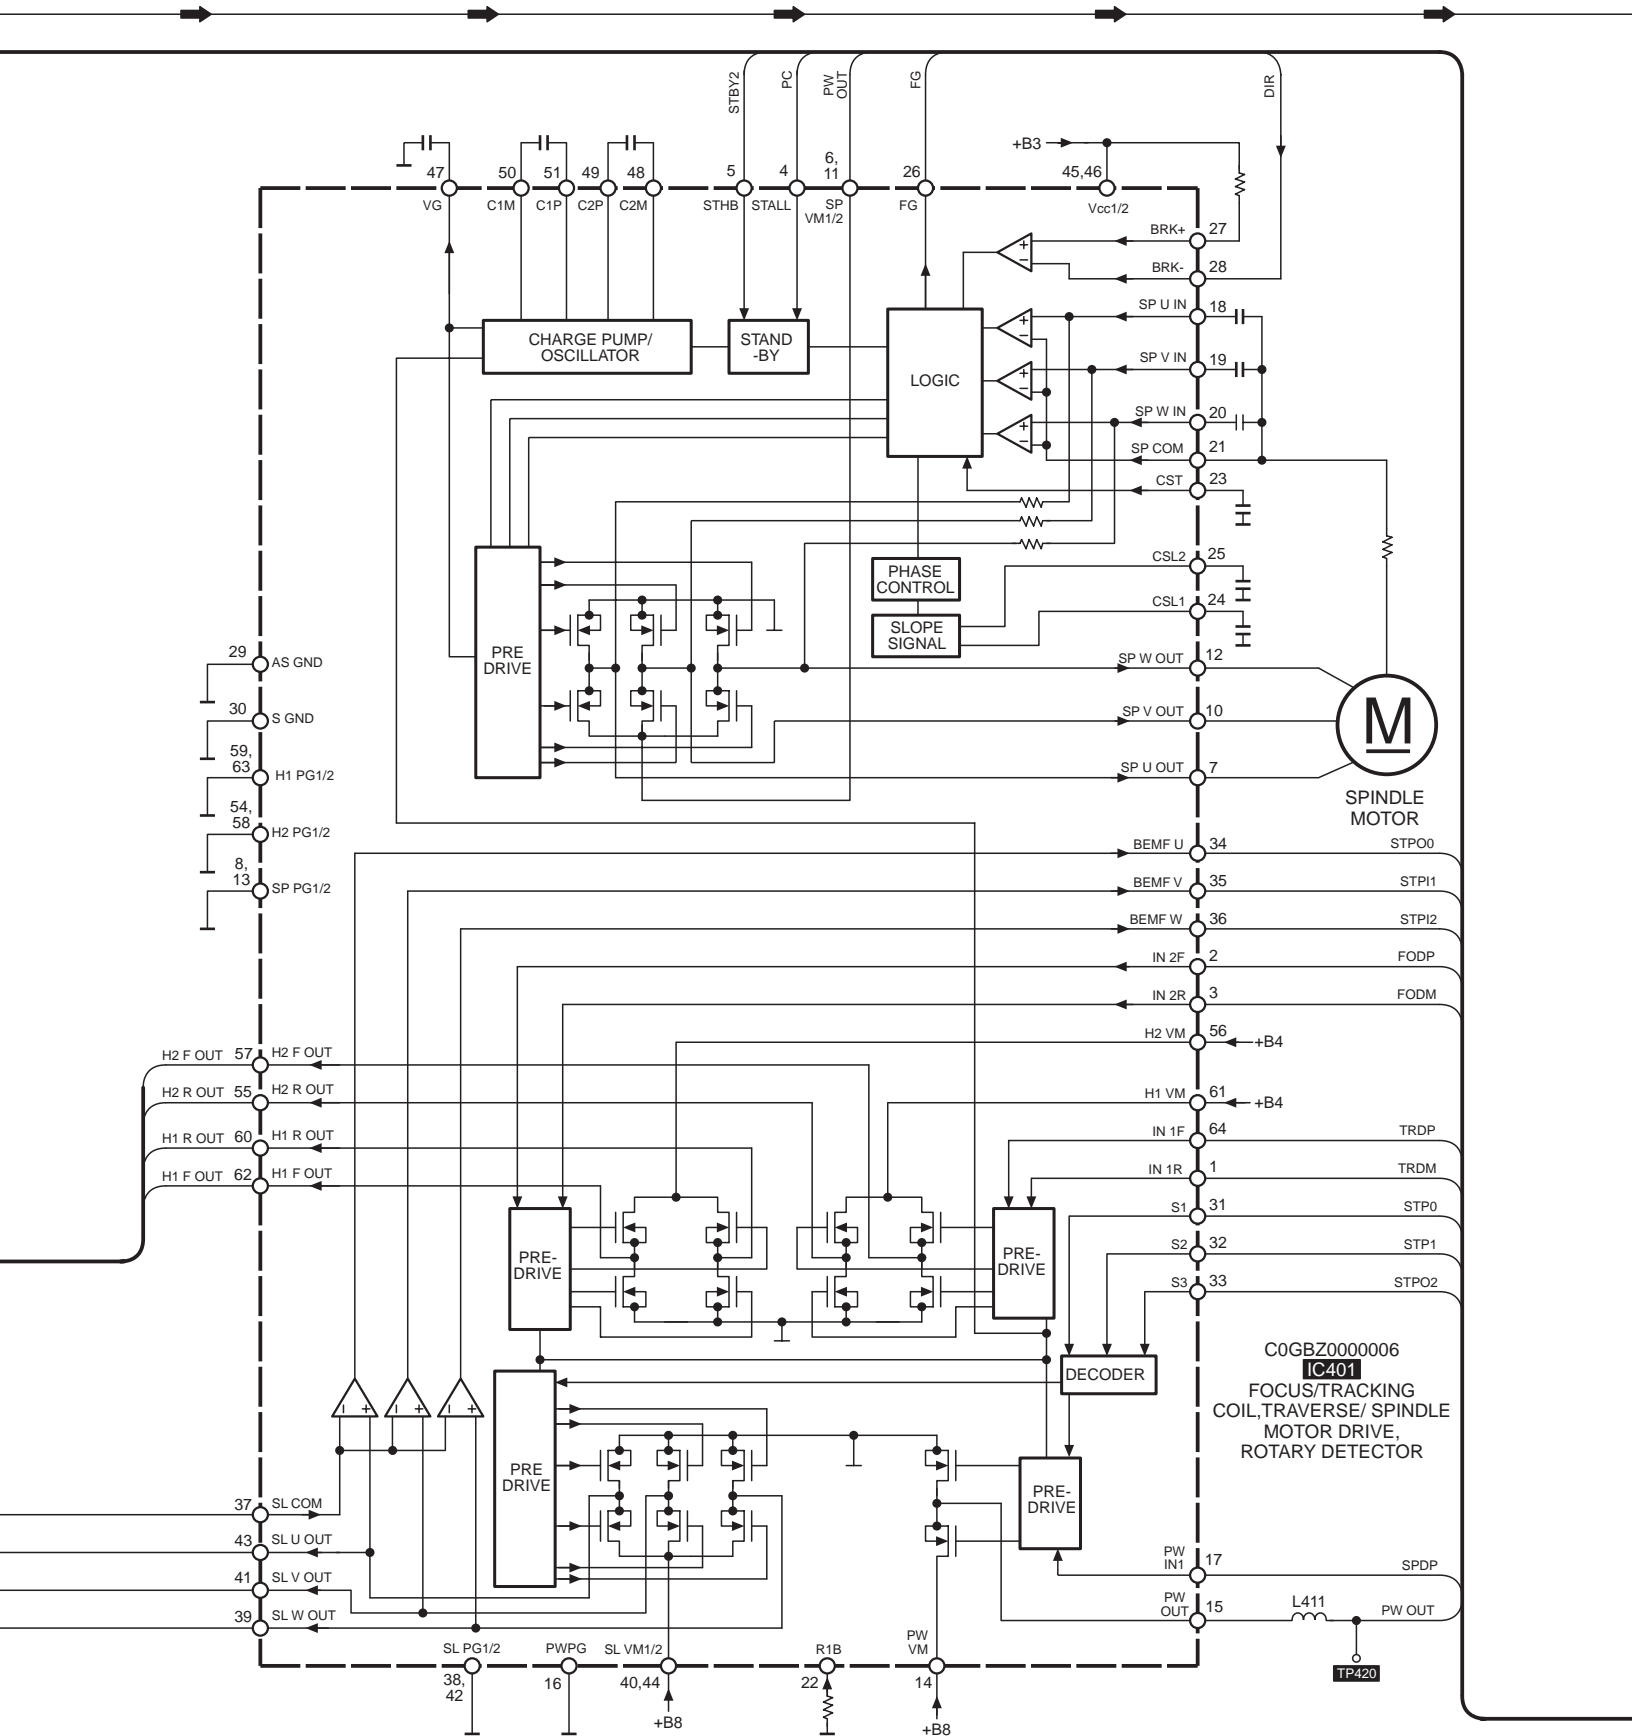 STBY2
PC
PW
OUT
FG
DIR
+B3
47
50
51
49
48
5
4
6,
11
26
45,46
VG
C1M
C1P
C2P
C2M
STHB
STALL
SP
VM1/2
FG
Vcc1/2
BRK+
27
BRK-
28
SP U IN
18
CHARGE PUMP/
OSCILLATOR
STAND
-BY
LOGIC
SP V IN
19
SP W IN
20
SP COM
21
CST
23
+
-
+
-
+
-
+
-
PHASE
CONTROL
CSL2
25
SLOPE
SIGNAL
CSL1
24
PRE
DRIVE
29
AS GND
SP W OUT
12
30
S GND
SP V OUT
10
M
59,
63
H1 PG1/2
SP U OUT
7
SPINDLE
MOTOR
54,
58
H2 PG1/2
BEMF U
34
STPO0
8,
13
SP PG1/2
BEMF V
35
STPI1
BEMF W
36
STPI2
IN 2F
2
FODP
IN 2R
3
FODM
H2 VM
56
+B4
H2 F OUT
57
H2 F OUT
H2 R OUT
55
H2 R OUT
H1 VM
61
+B4
H1 R OUT
60
H1 R OUT
IN 1F
64
TRDP
H1 F OUT
62
H1 F OUT
IN 1R
1
TRDM
S1
31
STP0
S2
32
STP1
S3
33
STPO2
PRE-
DRIVE
PRE-
DRIVE
DECODER
C0GBZ0000006
IC401
FOCUS/TRACKING
COIL,TRAVERSE/ SPINDLE
MOTOR DRIVE,
ROTARY DETECTOR
-
+
-
+
-
+
PRE
DRIVE
PRE-
DRIVE
37
SL COM
43
SL U OUT
41
SL V OUT
39
SL W OUT
PW
IN1
17
SPDP
PW
OUT
15
L411
PW OUT
TP420
SL PG1/2
PWPG
SL VM1/2
R1B
PW
VM
38,
42
16
40,44
22
14
+B8
+B8